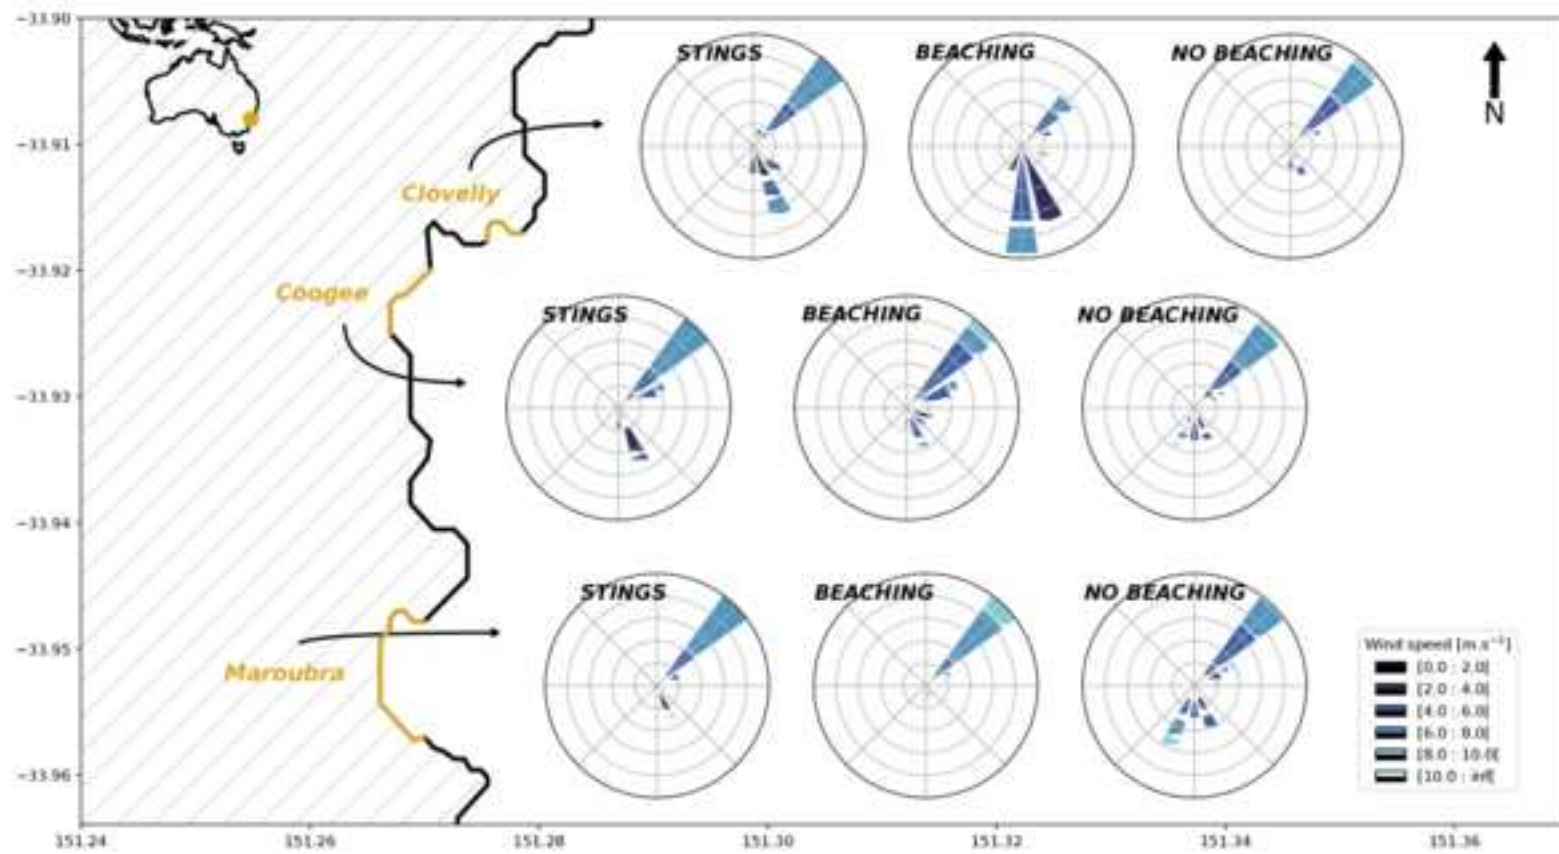 −33.90
−33.91
−33.92
−33.93
−33.94
−33.95
−33.96
151.24
151.26
151.28
151.30
151.32
151.34
151.36
Clovelly
Coogee
Maroubra
STINGS
BEACHING
NO BEACHING
STINGS
BEACHING
NO BEACHING
STINGS
BEACHING
NO BEACHING
N
Wind speed [m.s⁻¹]
[0.0 : 2.0[
[2.0 : 4.0[
[4.0 : 6.0[
[6.0 : 8.0[
[8.0 : 10.0[
[10.0 : inf[